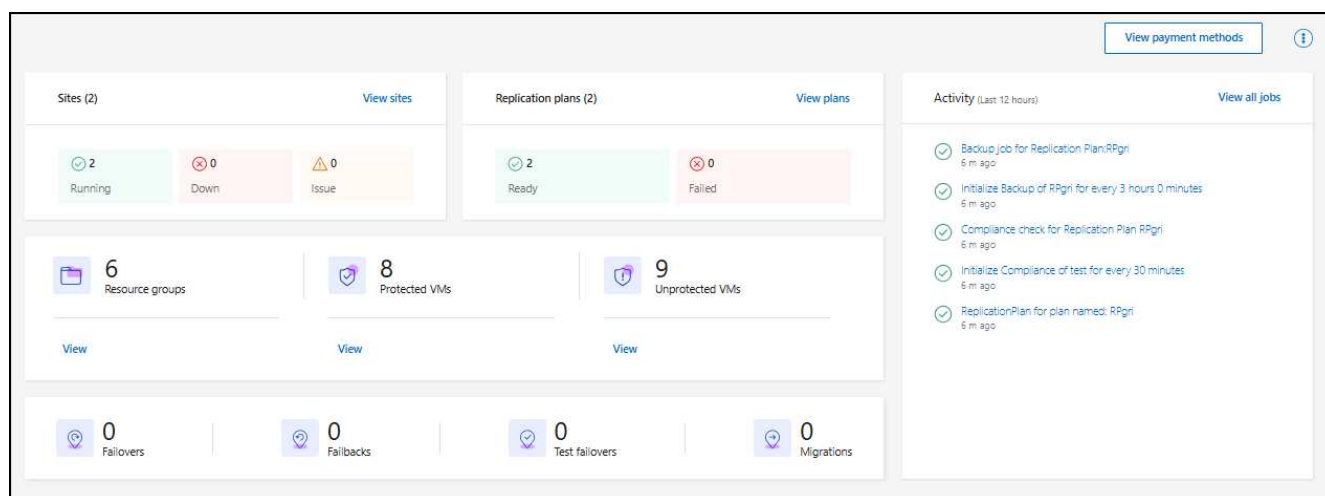 View payment methods
Sites (2) View sites
2
Running
0
Down
0
Issue
Replication plans (2) View plans
2
Ready
0
Failed
6
Resource groups
View
8
Protected VMs
View
9
Unprotected VMs
View
0
Failovers
0
Failbacks
0
Test failovers
0
Migrations
Activity (Last 12 hours) View all jobs
Backup job for Replication Plan:RPgri
6 m ago
Initialize Backup of RPgri for every 3 hours 0 minutes
6 m ago
Compliance check for Replication Plan RPgri
6 m ago
Initialize Compliance of test for every 30 minutes
6 m ago
ReplicationPlan for plan named: RPgri
6 m ago